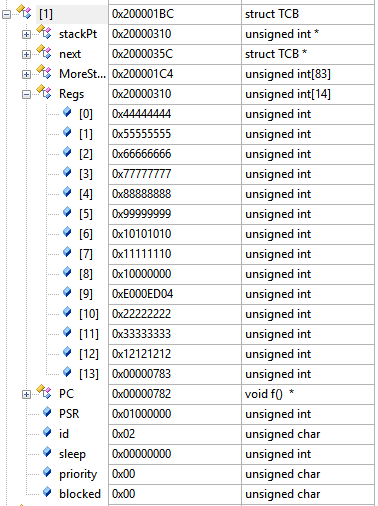 [1] 0x200001BC struct TCB
stackPt 0x20000310 unsigned int *
next 0x2000035C struct TCB *
MoreSt... 0x200001C4 unsigned int[83]
Regs 0x20000310 unsigned int[14]
[0] 0x44444444 unsigned int
[1] 0x55555555 unsigned int
[2] 0x66666666 unsigned int
[3] 0x77777777 unsigned int
[4] 0x88888888 unsigned int
[5] 0x99999999 unsigned int
[6] 0x10101010 unsigned int
[7] 0x11111110 unsigned int
[8] 0x10000000 unsigned int
[9] 0xE000ED04 unsigned int
[10] 0x22222222 unsigned int
[11] 0x33333333 unsigned int
[12] 0x12121212 unsigned int
[13] 0x00000783 unsigned int
PC 0x00000782 void f() *
PSR 0x01000000 unsigned int
id 0x02 unsigned char
sleep 0x00000000 unsigned int
priority 0x00 unsigned char
blocked 0x00 unsigned char